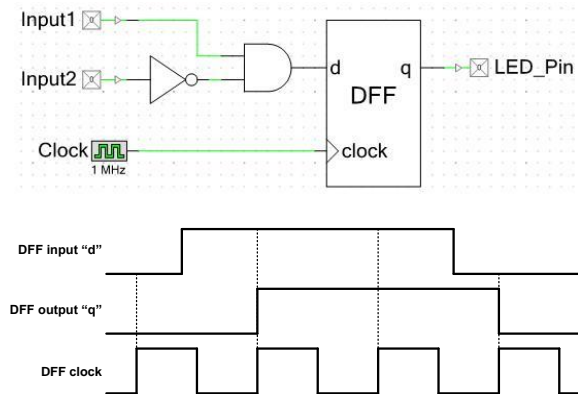 Input1
Input2
d q
LED_Pin
DFF
Clock
1 MHz
clock
DFF input “d”
DFF output “q”
DFF clock